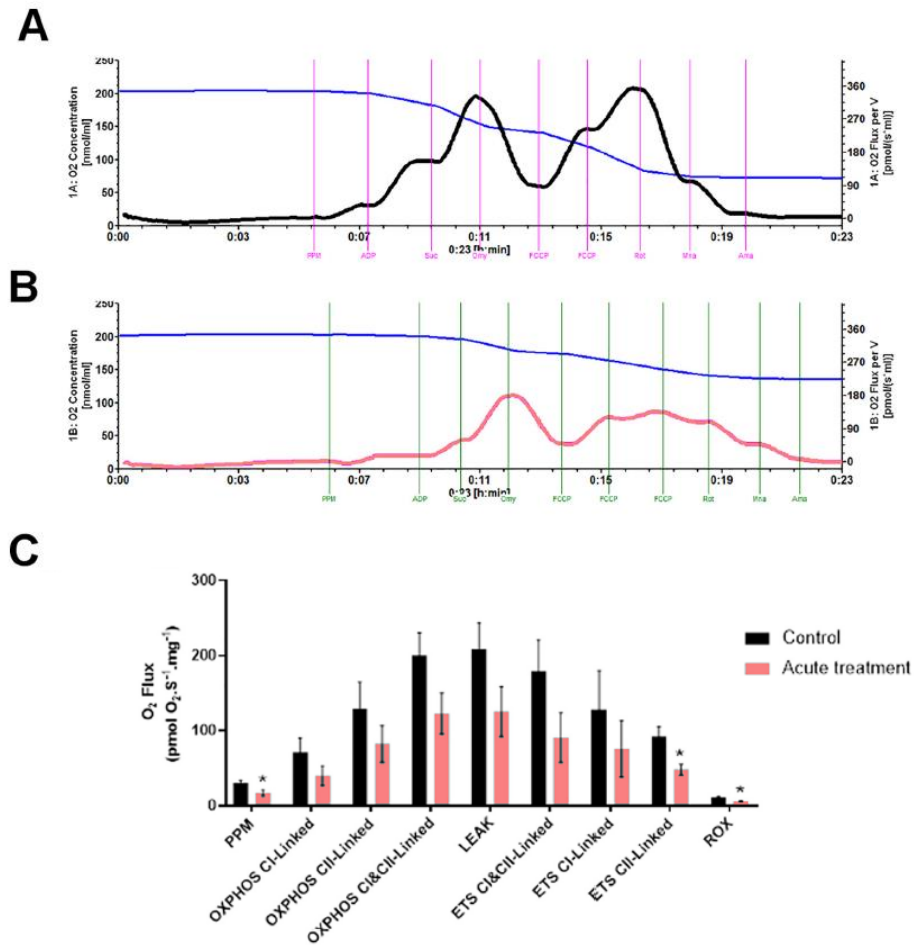 A
1A: O2 Concentration
[nmol/ml]
250
200
150
100
50
0
360
270
180
90
0
1A: O2 Flux per V
[pmol/(s*ml)]
0:00 0:03 0:07 0:11 0:15 0:19 0:23
0:23 [h:min]
PPM ADP Suc Omy FCCP FCCP Rot Mna Ama
B
1B: O2 Concentration
[nmol/ml]
250
200
150
100
50
0
360
270
180
90
0
1B: O2 Flux per V
[pmol/(s*ml)]
0:00 0:03 0:07 0:11 0:15 0:19 0:23
0:23 [h:min]
PPM ADP Suc Omy FCCP FCCP FCCP Rot Mna Ama
C
O₂ Flux
(pmol O₂.S⁻¹.mg⁻¹)
300
200
100
0
* * *
Control
Acute treatment
PPM
OXPHOS CI-Linked
OXPHOS CII-Linked
OXPHOS CI&CII-Linked
LEAK
ETS CI&CII-Linked
ETS CI-Linked
ETS CII-Linked
ROX